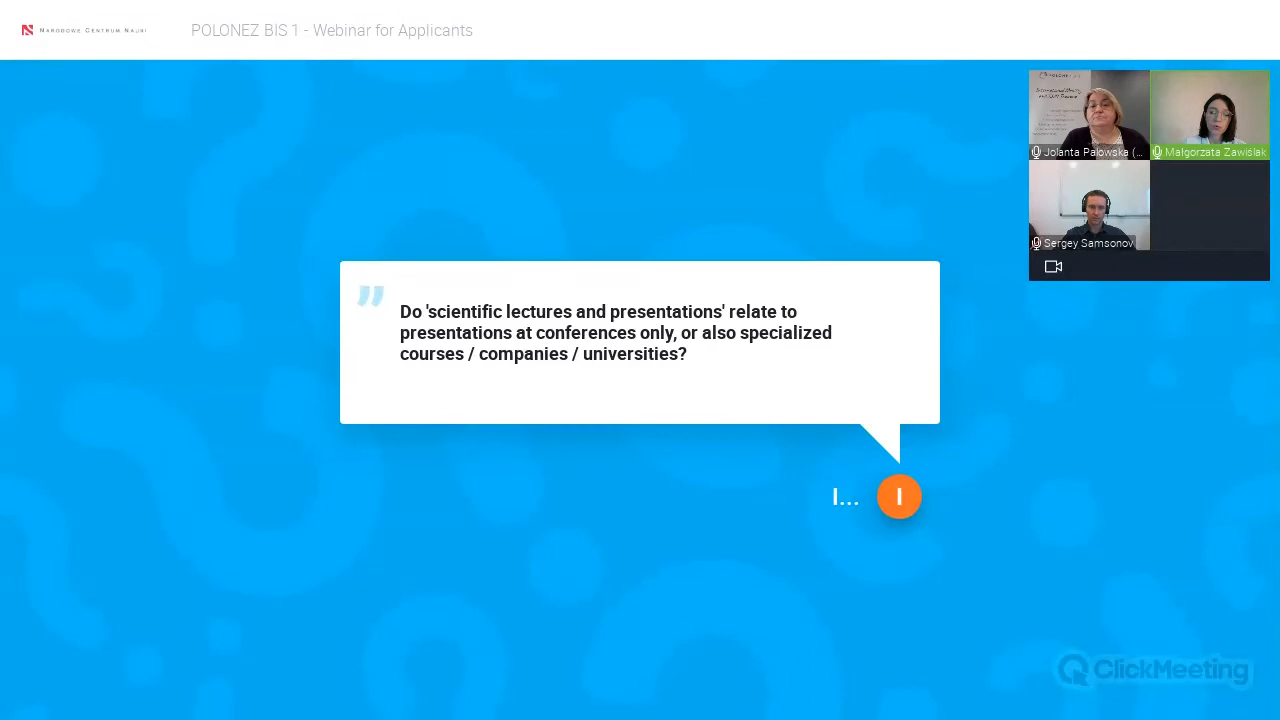 NARODOWE CENTRUM NAUKI
POLONEZ BIS 1 - Webinar for Applicants
Jolanta Palowska (...
Małgorzata Zawiślak
Sergey Samsonov
Do 'scientific lectures and presentations' relate to
presentations at conferences only, or also specialized
courses / companies / universities?
I...
I
ClickMeeting